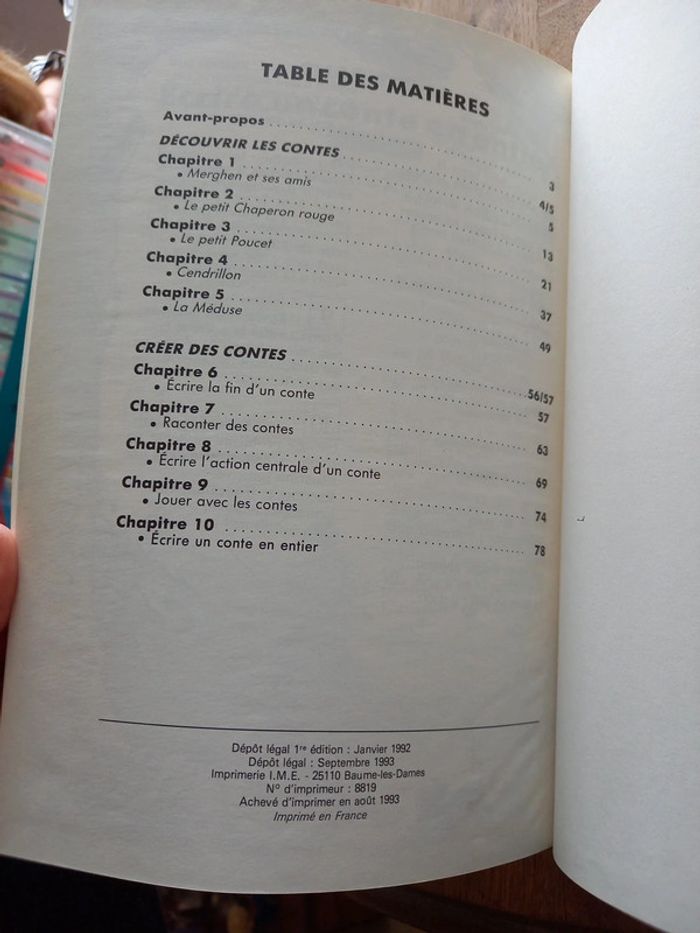 TABLE DES MATIÈRES
Avant-propos ........ 3
DÉCOUVRIR LES CONTES ........ 4/5
Chapitre 1 ........ 5
• Merghen et ses amis
Chapitre 2 ........ 13
• Le petit Chaperon rouge
Chapitre 3 ........ 21
• Le petit Poucet
Chapitre 4 ........ 37
• Cendrillon
Chapitre 5 ........ 49
• La Méduse
CRÉER DES CONTES ........ 56/57
Chapitre 6 ........ 57
• Écrire la fin d'un conte
Chapitre 7 ........ 63
• Raconter des contes
Chapitre 8 ........ 69
• Écrire l'action centrale d'un conte
Chapitre 9 ........ 74
• Jouer avec les contes
Chapitre 10 ........ 78
• Écrire un conte en entier
Dépôt légal 1re édition : Janvier 1992
Dépôt légal : Septembre 1993
Imprimerie I.M.E. - 25110 Baume-les-Dames
N° d'imprimeur : 8819
Achevé d'imprimer en août 1993
Imprimé en France